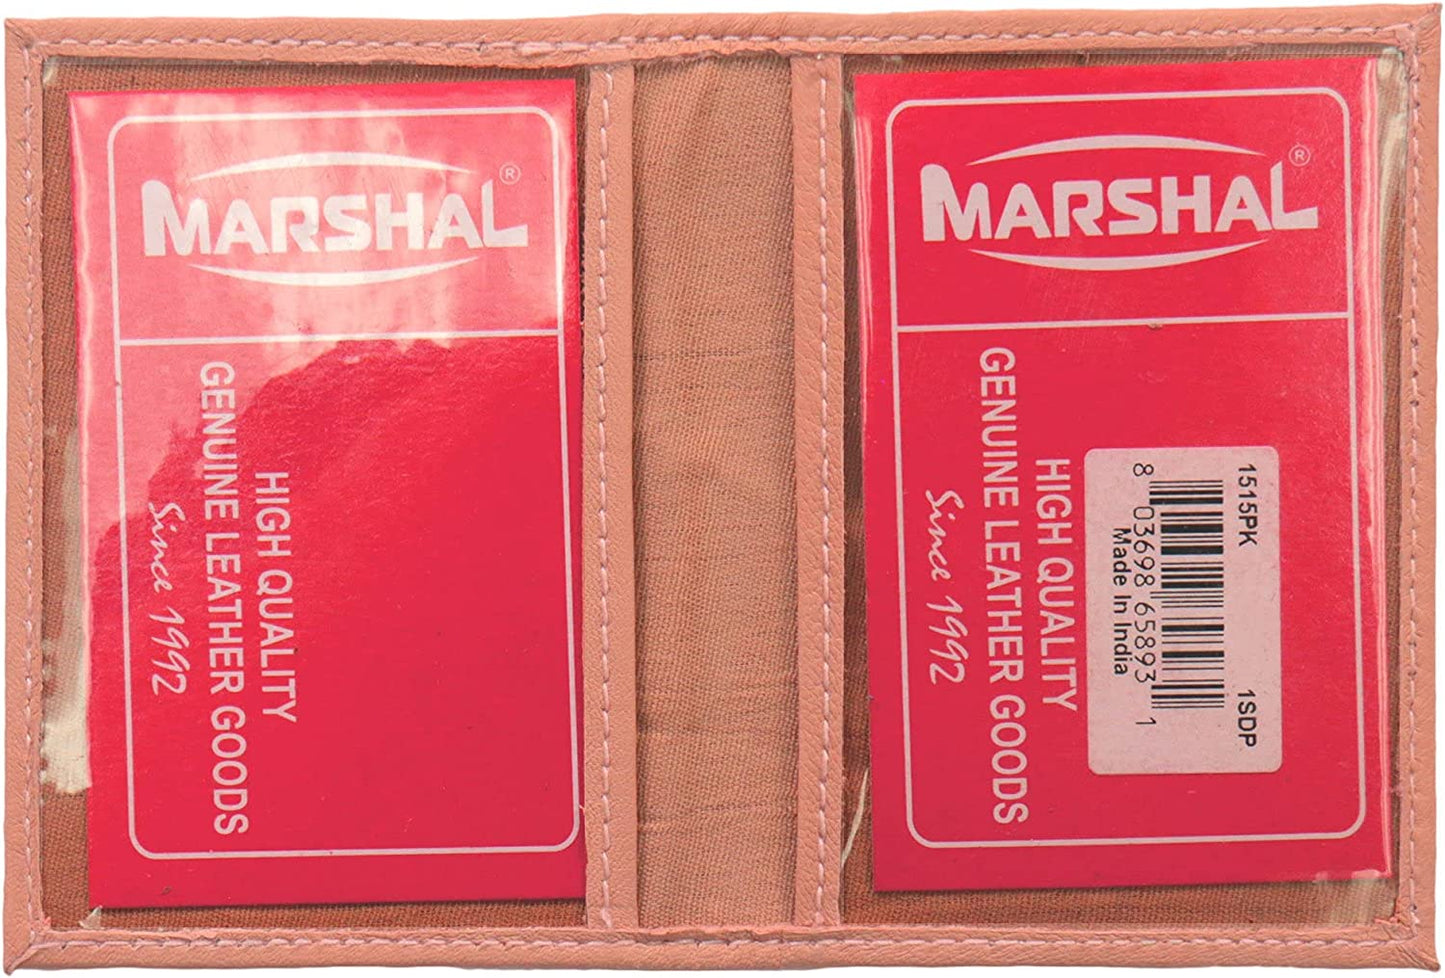 MARSHAL®
HIGH QUALITY
GENUINE LEATHER GOODS
Since 1992
MARSHAL®
HIGH QUALITY
GENUINE LEATHER GOODS
Since 1992
1515PK 1SDP
8 03698 65893 1
Made In India